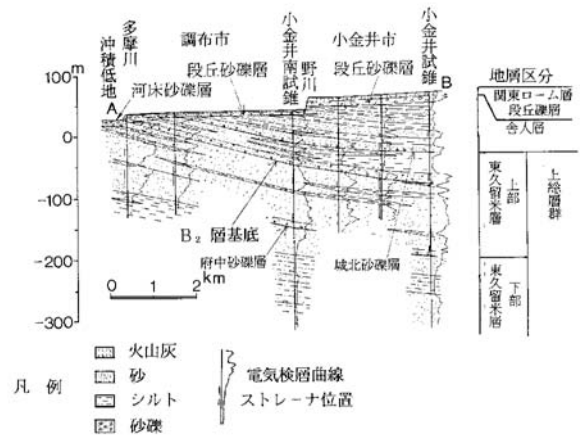 多摩川
沖積低地
河床砂礫層
A
調布市
段丘砂礫層
小金井南試錐
野川
小金井市
段丘砂礫層
小金井試錐
B
100m
0
-100
-200
-300
B₂ 層基底
府中砂礫層
城北砂礫層
0 1 2
km
地層区分
関東ローム層
段丘礫層
舎人層
東久留米層
上部
上総層群
東久留米層
下部
凡例
火山灰
砂
シルト
砂礫
電気検層曲線
ストレーナ位置